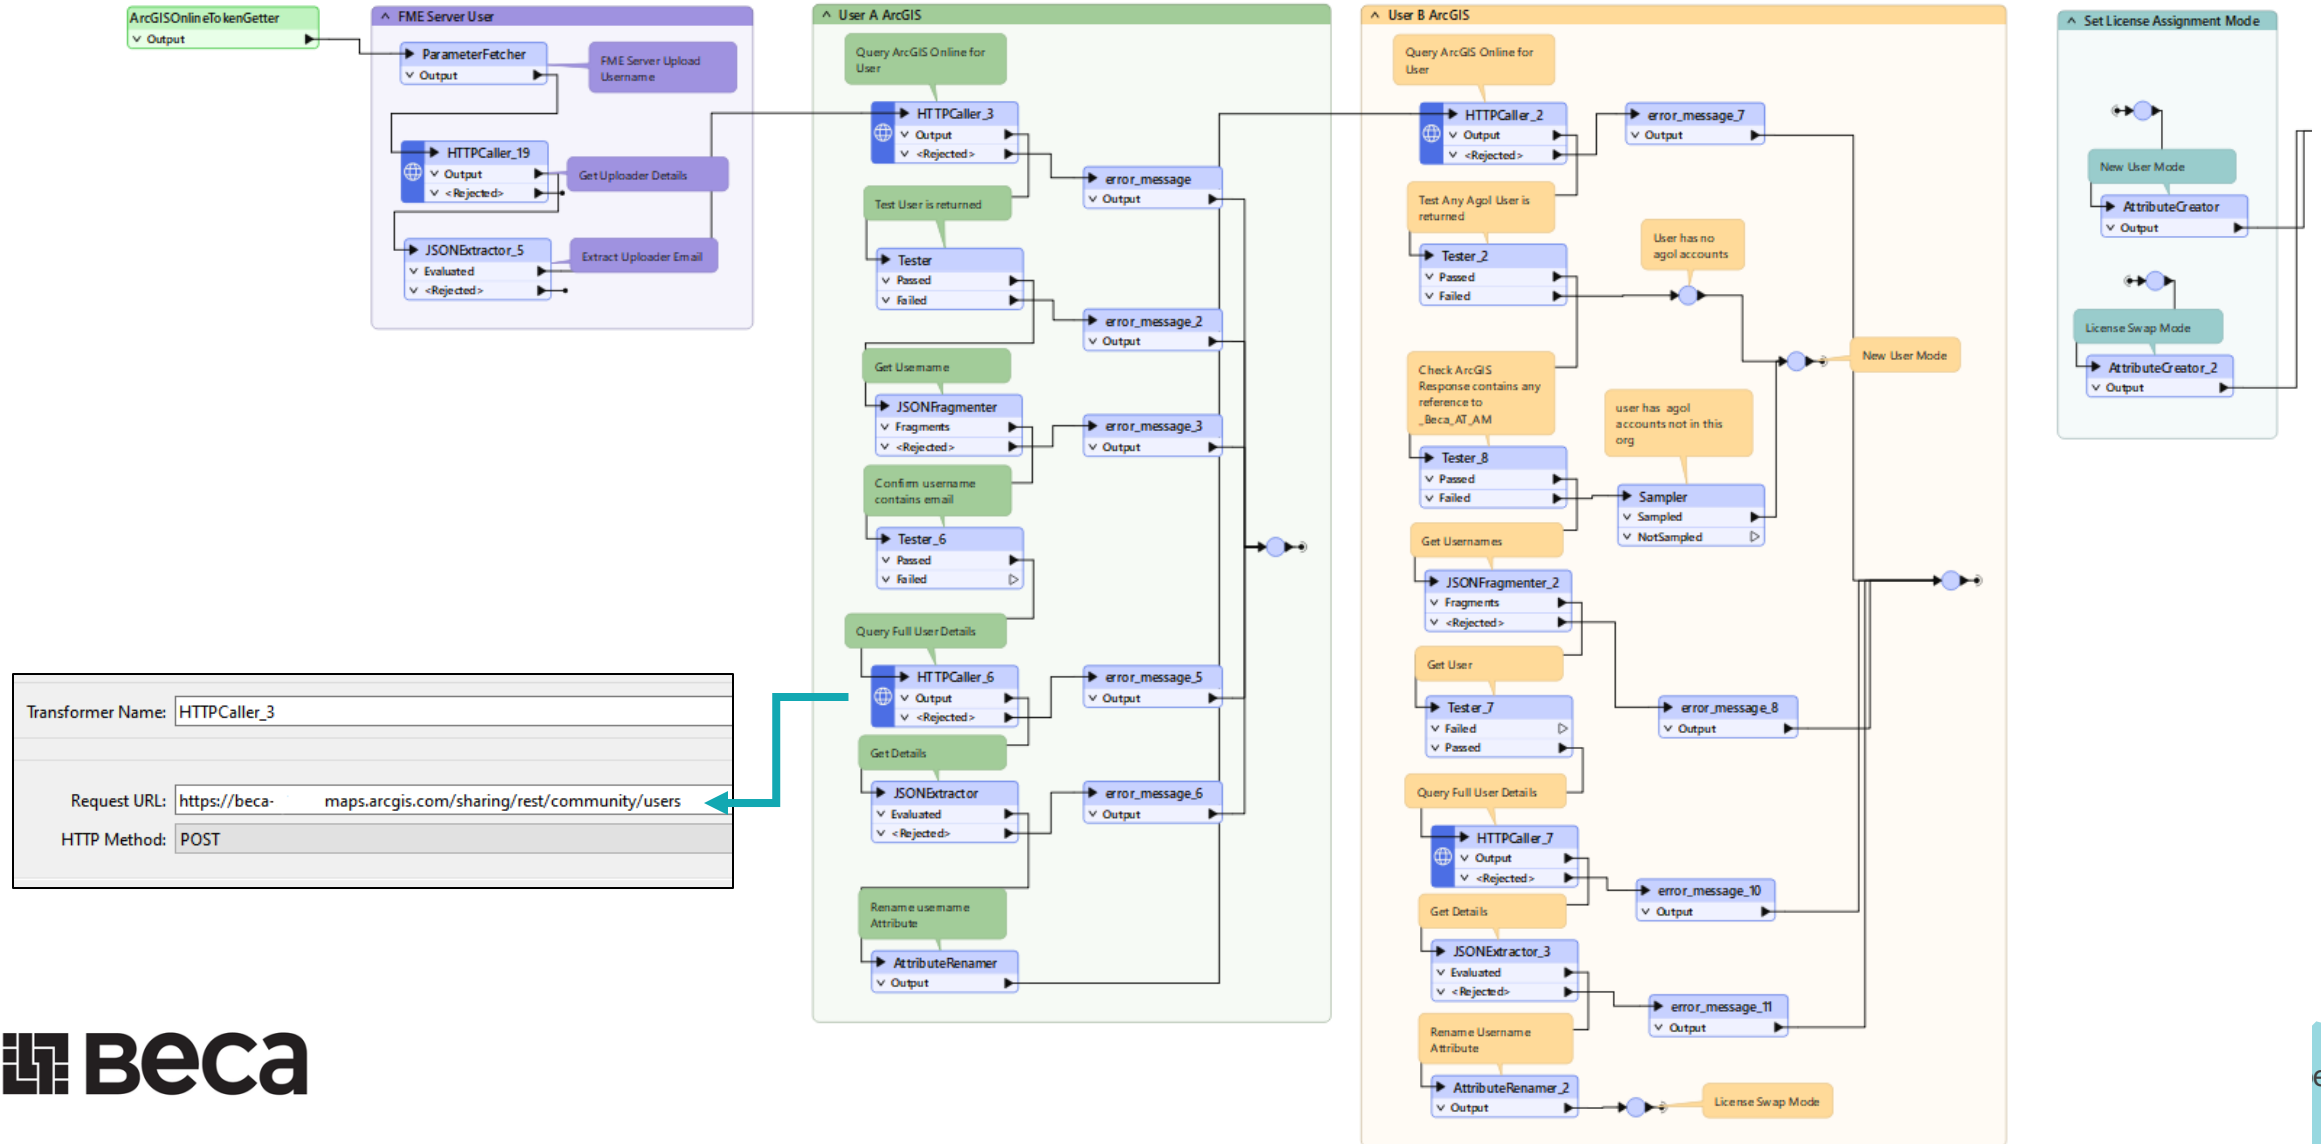 ArcGISOnlineTokenGetter
Output
FME Server User
ParameterFetcher
Output
FME Server Upload
Username
HTTPCaller_19
Output
<Rejected>
Get Uploader Details
JSONExtractor_5
Evaluated
<Rejected>
Extract Uploader Email
User A ArcGIS
Query ArcGIS Online for
User
HTTPCaller_3
Output
<Rejected>
error_message
Output
Test User is returned
Tester
Passed
Failed
error_message_2
Output
Get Username
JSONFragmenter
Fragments
<Rejected>
error_message_3
Output
Confirm username
contains email
Tester_6
Passed
Failed
Query Full User Details
HTTPCaller_6
Output
<Rejected>
error_message_5
Output
Get Details
JSONExtractor
Evaluated
<Rejected>
error_message_6
Output
Rename username
Attribute
AttributeRenamer
Output
User B ArcGIS
Query ArcGIS Online for
User
HTTPCaller_2
Output
<Rejected>
error_message_7
Output
Test Any Agol User is
returned
Tester_2
Passed
Failed
User has no
agol accounts
New User Mode
Check ArcGIS
Response contains any
reference to
_Beca_AT_AM
Tester_8
Passed
Failed
user has agol
accounts not in this
org
Sampler
Sampled
NotSampled
Get Usernames
JSONFragmenter_2
Fragments
<Rejected>
Get User
Tester_7
Failed
Passed
error_message_8
Output
Query Full User Details
HTTPCaller_7
Output
<Rejected>
error_message_10
Output
Get Details
JSONExtractor_3
Evaluated
<Rejected>
error_message_11
Output
Rename Username
Attribute
AttributeRenamer_2
Output
License Swap Mode
Set License Assignment Mode
New User Mode
AttributeCreator
Output
License Swap Mode
AttributeCreator_2
Output
Transformer Name: HTTPCaller_3
Request URL: https://beca- maps.arcgis.com/sharing/rest/community/users
HTTP Method: POST
Beca